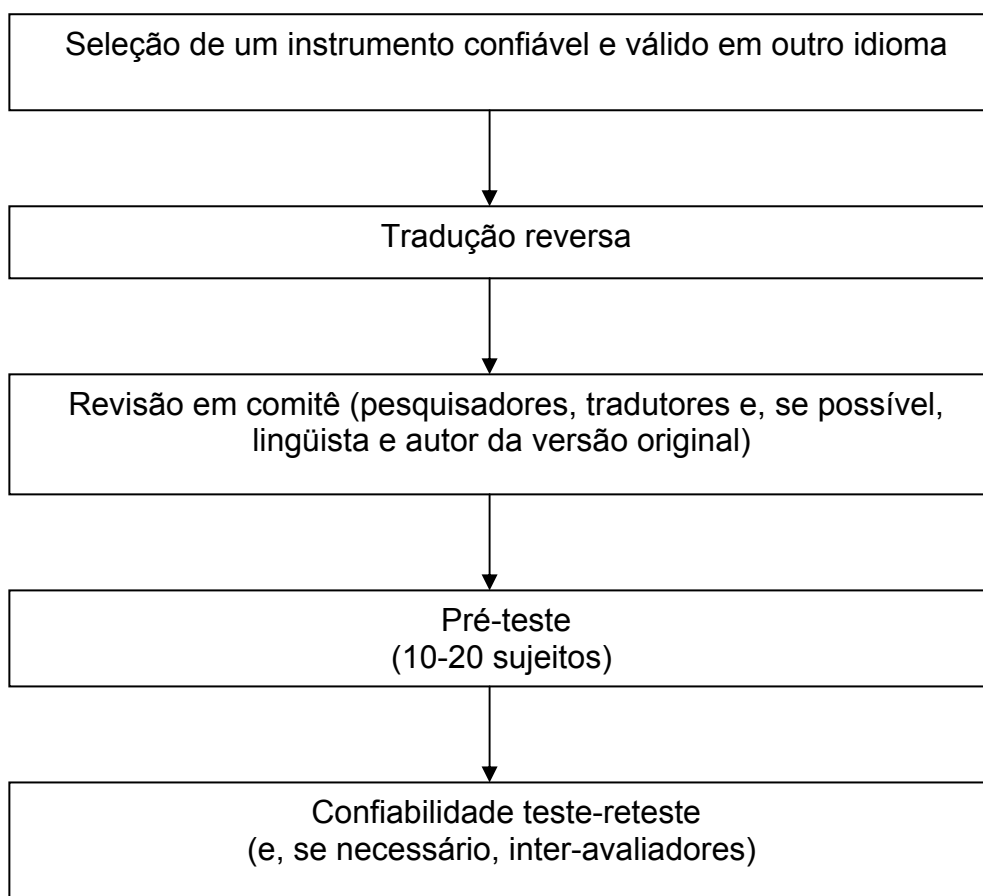 Seleção de um instrumento confiável e válido em outro idioma
Tradução reversa
Revisão em comitê (pesquisadores, tradutores e, se possível,
lingüista e autor da versão original)
Pré-teste
(10-20 sujeitos)
Confiabilidade teste-reteste
(e, se necessário, inter-avaliadores)